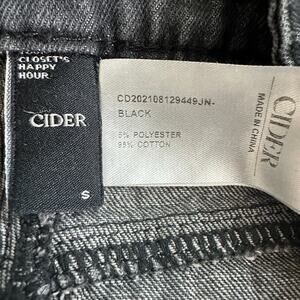 CLOSET'S
HAPPY
HOUR
CIDER
S
CD202108129449JN-
BLACK
5% POLYESTER
95% COTTON
CIDER
MADE IN CHINA